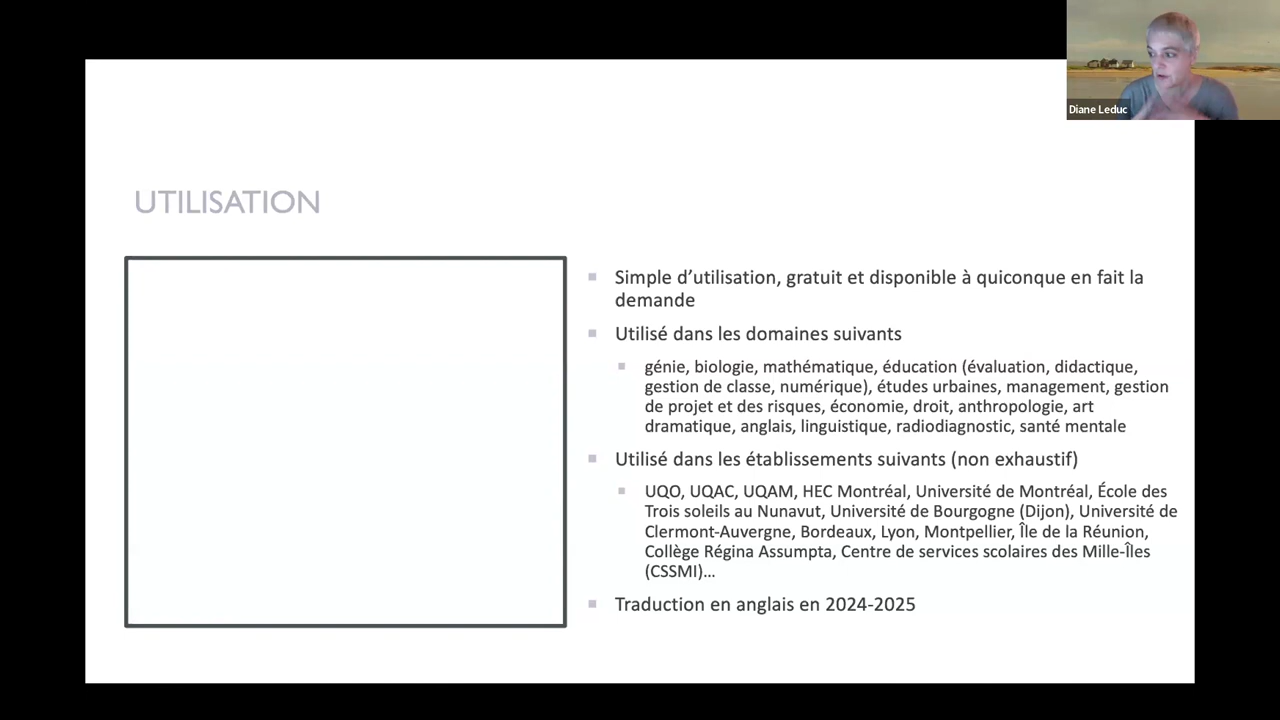 Diane Leduc
UTILISATION
Simple d’utilisation, gratuit et disponible à quiconque en fait la
demande
Utilisé dans les domaines suivants
génie, biologie, mathématique, éducation (évaluation, didactique,
gestion de classe, numérique), études urbaines, management, gestion
de projet et des risques, économie, droit, anthropologie, art
dramatique, anglais, linguistique, radiodiagnostic, santé mentale
Utilisé dans les établissements suivants (non exhaustif)
UQO, UQAC, UQAM, HEC Montréal, Université de Montréal, École des
Trois soleils au Nunavut, Université de Bourgogne (Dijon), Université de
Clermont-Auvergne, Bordeaux, Lyon, Montpellier, Île de la Réunion,
Collège Régina Assumpta, Centre de services scolaires des Mille-Îles
(CSSMI)…
Traduction en anglais en 2024-2025